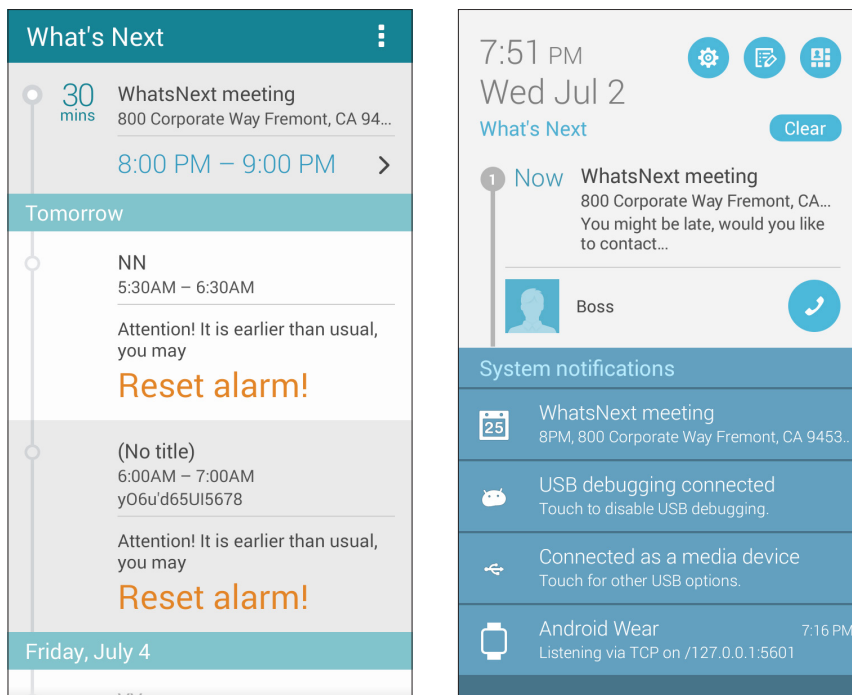 What's Next
30
mins
WhatsNext meeting
800 Corporate Way Fremont, CA 94...
8:00 PM – 9:00 PM
Tomorrow
NN
5:30AM – 6:30AM
Attention! It is earlier than usual,
you may
Reset alarm!
(No title)
6:00AM – 7:00AM
yO6u'd65UI5678
Attention! It is earlier than usual,
you may
Reset alarm!
Friday, July 4
7:51 PM
Wed Jul 2
What's Next
Clear
1
Now
WhatsNext meeting
800 Corporate Way Fremont, CA...
You might be late, would you like
to contact...
Boss
System notifications
25
WhatsNext meeting
8PM, 800 Corporate Way Fremont, CA 9453..
USB debugging connected
Touch to disable USB debugging.
Connected as a media device
Touch for other USB options.
Android Wear
7:16 PM
Listening via TCP on /127.0.0.1:5601